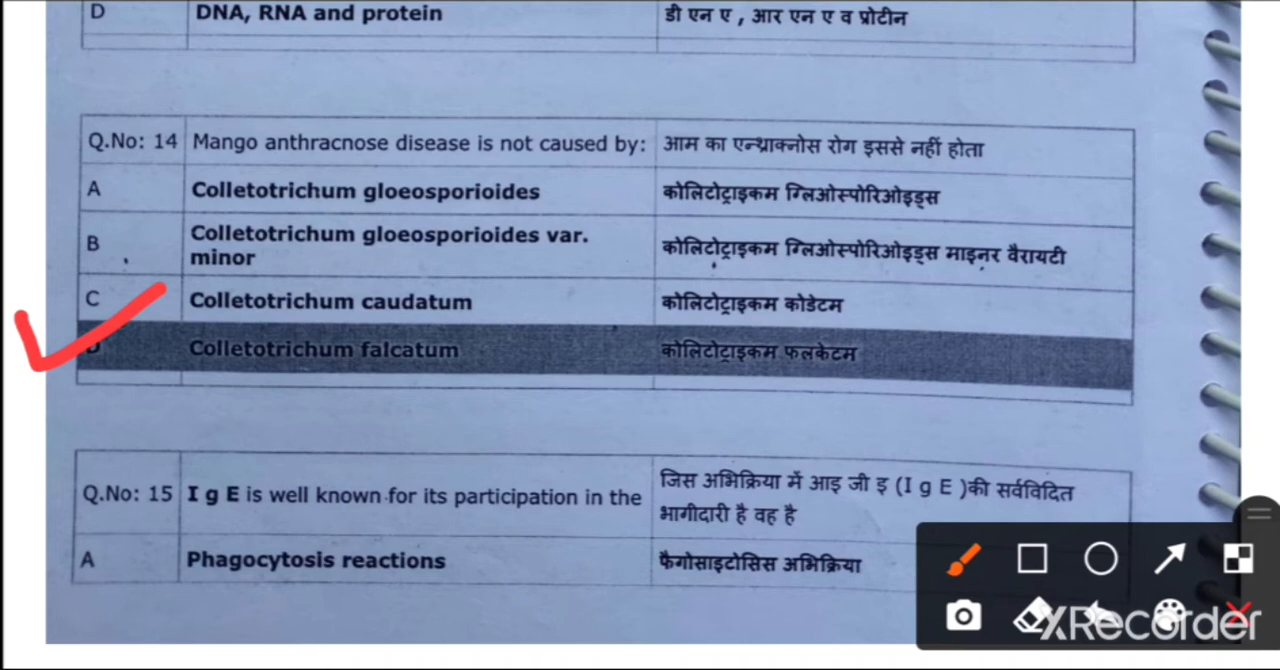 D DNA, RNA and protein डी एन ए , आर एन ए व प्रोटीन
Q.No: 14 Mango anthracnose disease is not caused by: आम का एन्थ्राक्नोस रोग इससे नहीं होता
A Colletotrichum gloeosporioides कोलिटोट्राइकम ग्लिओस्पोरिओइड्स
B Colletotrichum gloeosporioides var. minor कोलिटोट्राइकम ग्लिओस्पोरिओइड्स माइनर वैरायटी
C Colletotrichum caudatum कोलिटोट्राइकम कोडेटम
D Colletotrichum falcatum कोलिटोट्राइकम फलकेटम
Q.No: 15 I g E is well known for its participation in the जिस अभिक्रिया में आइ जी इ (I g E )की सर्वविदित
भागीदारी है वह है
A Phagocytosis reactions फैगोसाइटोसिस अभिक्रिया
XRecorder